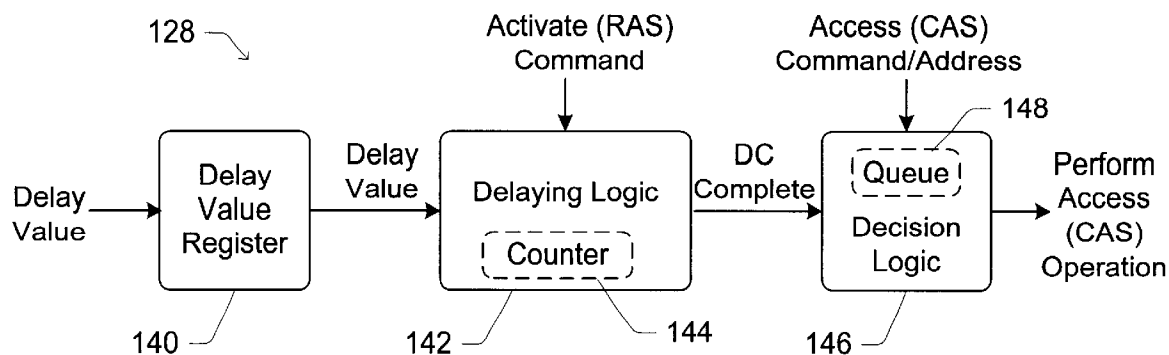 128
Activate (RAS)
Command
Access (CAS)
Command/Address
148
Delay
Value
Delay
Value
Register
Delay
Value
Delaying Logic
Counter
DC
Complete
Queue
Decision
Logic
Perform
Access
(CAS)
Operation
140
142
144
146